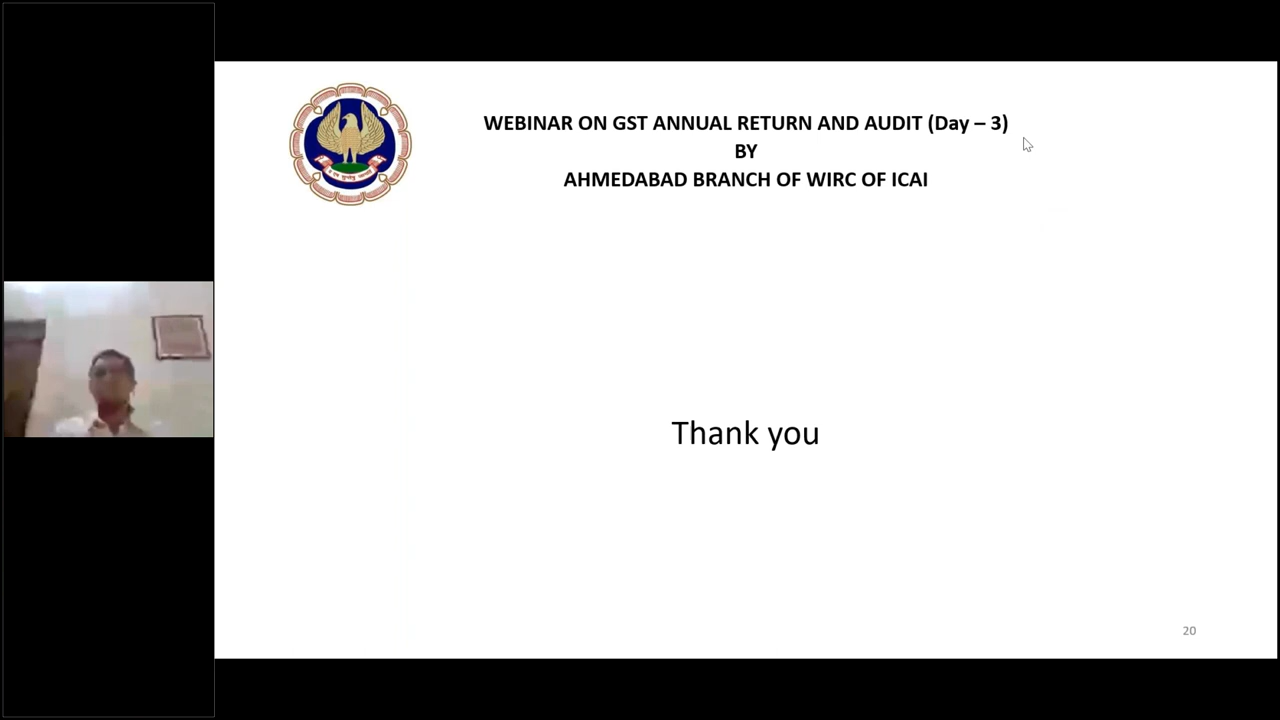 WEBINAR ON GST ANNUAL RETURN AND AUDIT (Day – 3)
BY
AHMEDABAD BRANCH OF WIRC OF ICAI
Thank you
20